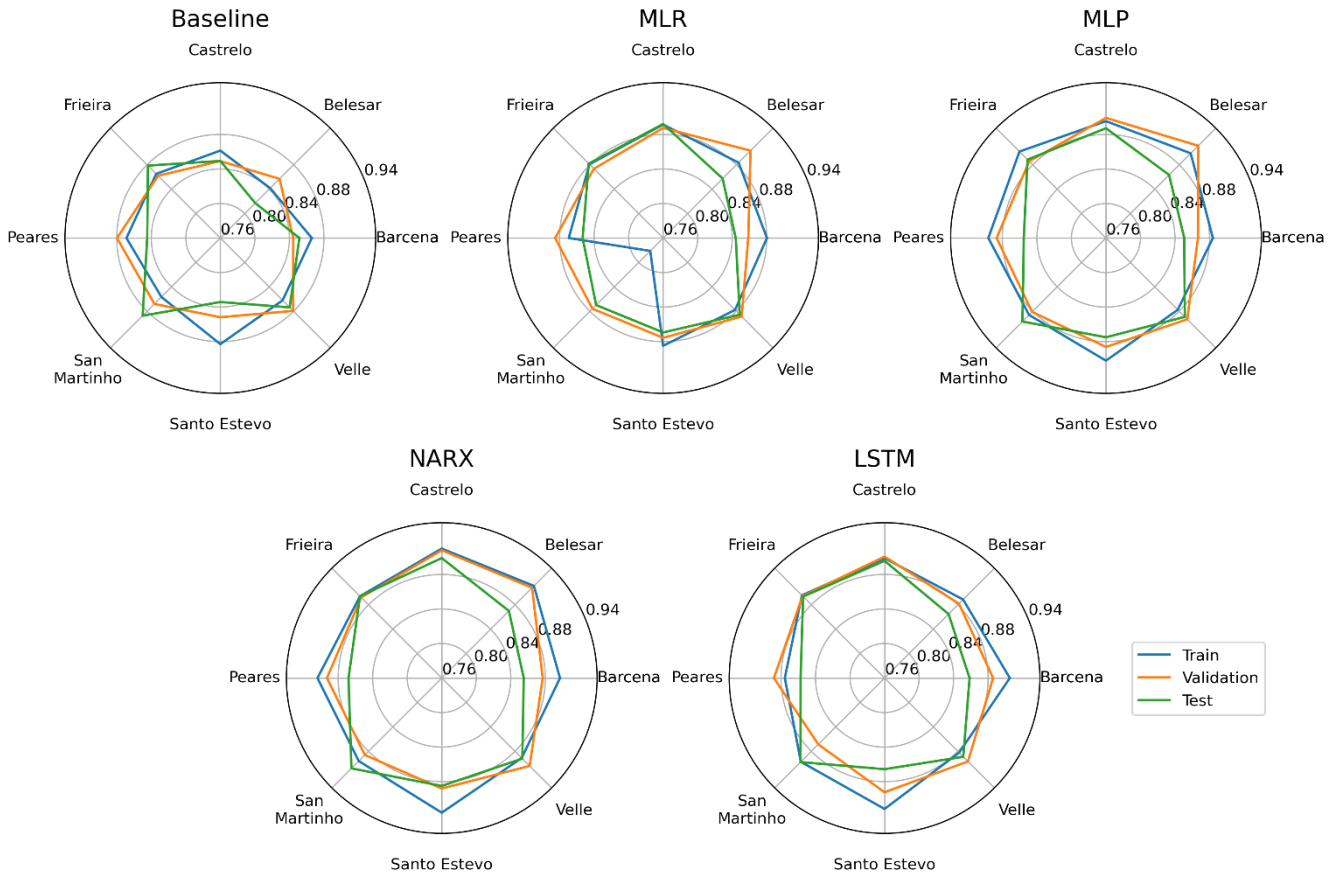 Baseline
Castrelo
Frieira
Belesar
0.94
0.88
0.84
0.80
0.76
Peares
Barcena
San
Martinho
Velle
Santo Estevo
MLR
Castrelo
Frieira
Belesar
0.94
0.88
0.84
0.80
0.76
Peares
Barcena
San
Martinho
Velle
Santo Estevo
MLP
Castrelo
Frieira
Belesar
0.94
0.88
0.84
0.80
0.76
Peares
Barcena
San
Martinho
Velle
Santo Estevo
NARX
Castrelo
Frieira
Belesar
0.94
0.88
0.84
0.80
0.76
Peares
Barcena
San
Martinho
Velle
Santo Estevo
LSTM
Castrelo
Frieira
Belesar
0.94
0.88
0.84
0.80
0.76
Peares
Barcena
San
Martinho
Velle
Santo Estevo
Train
Validation
Test